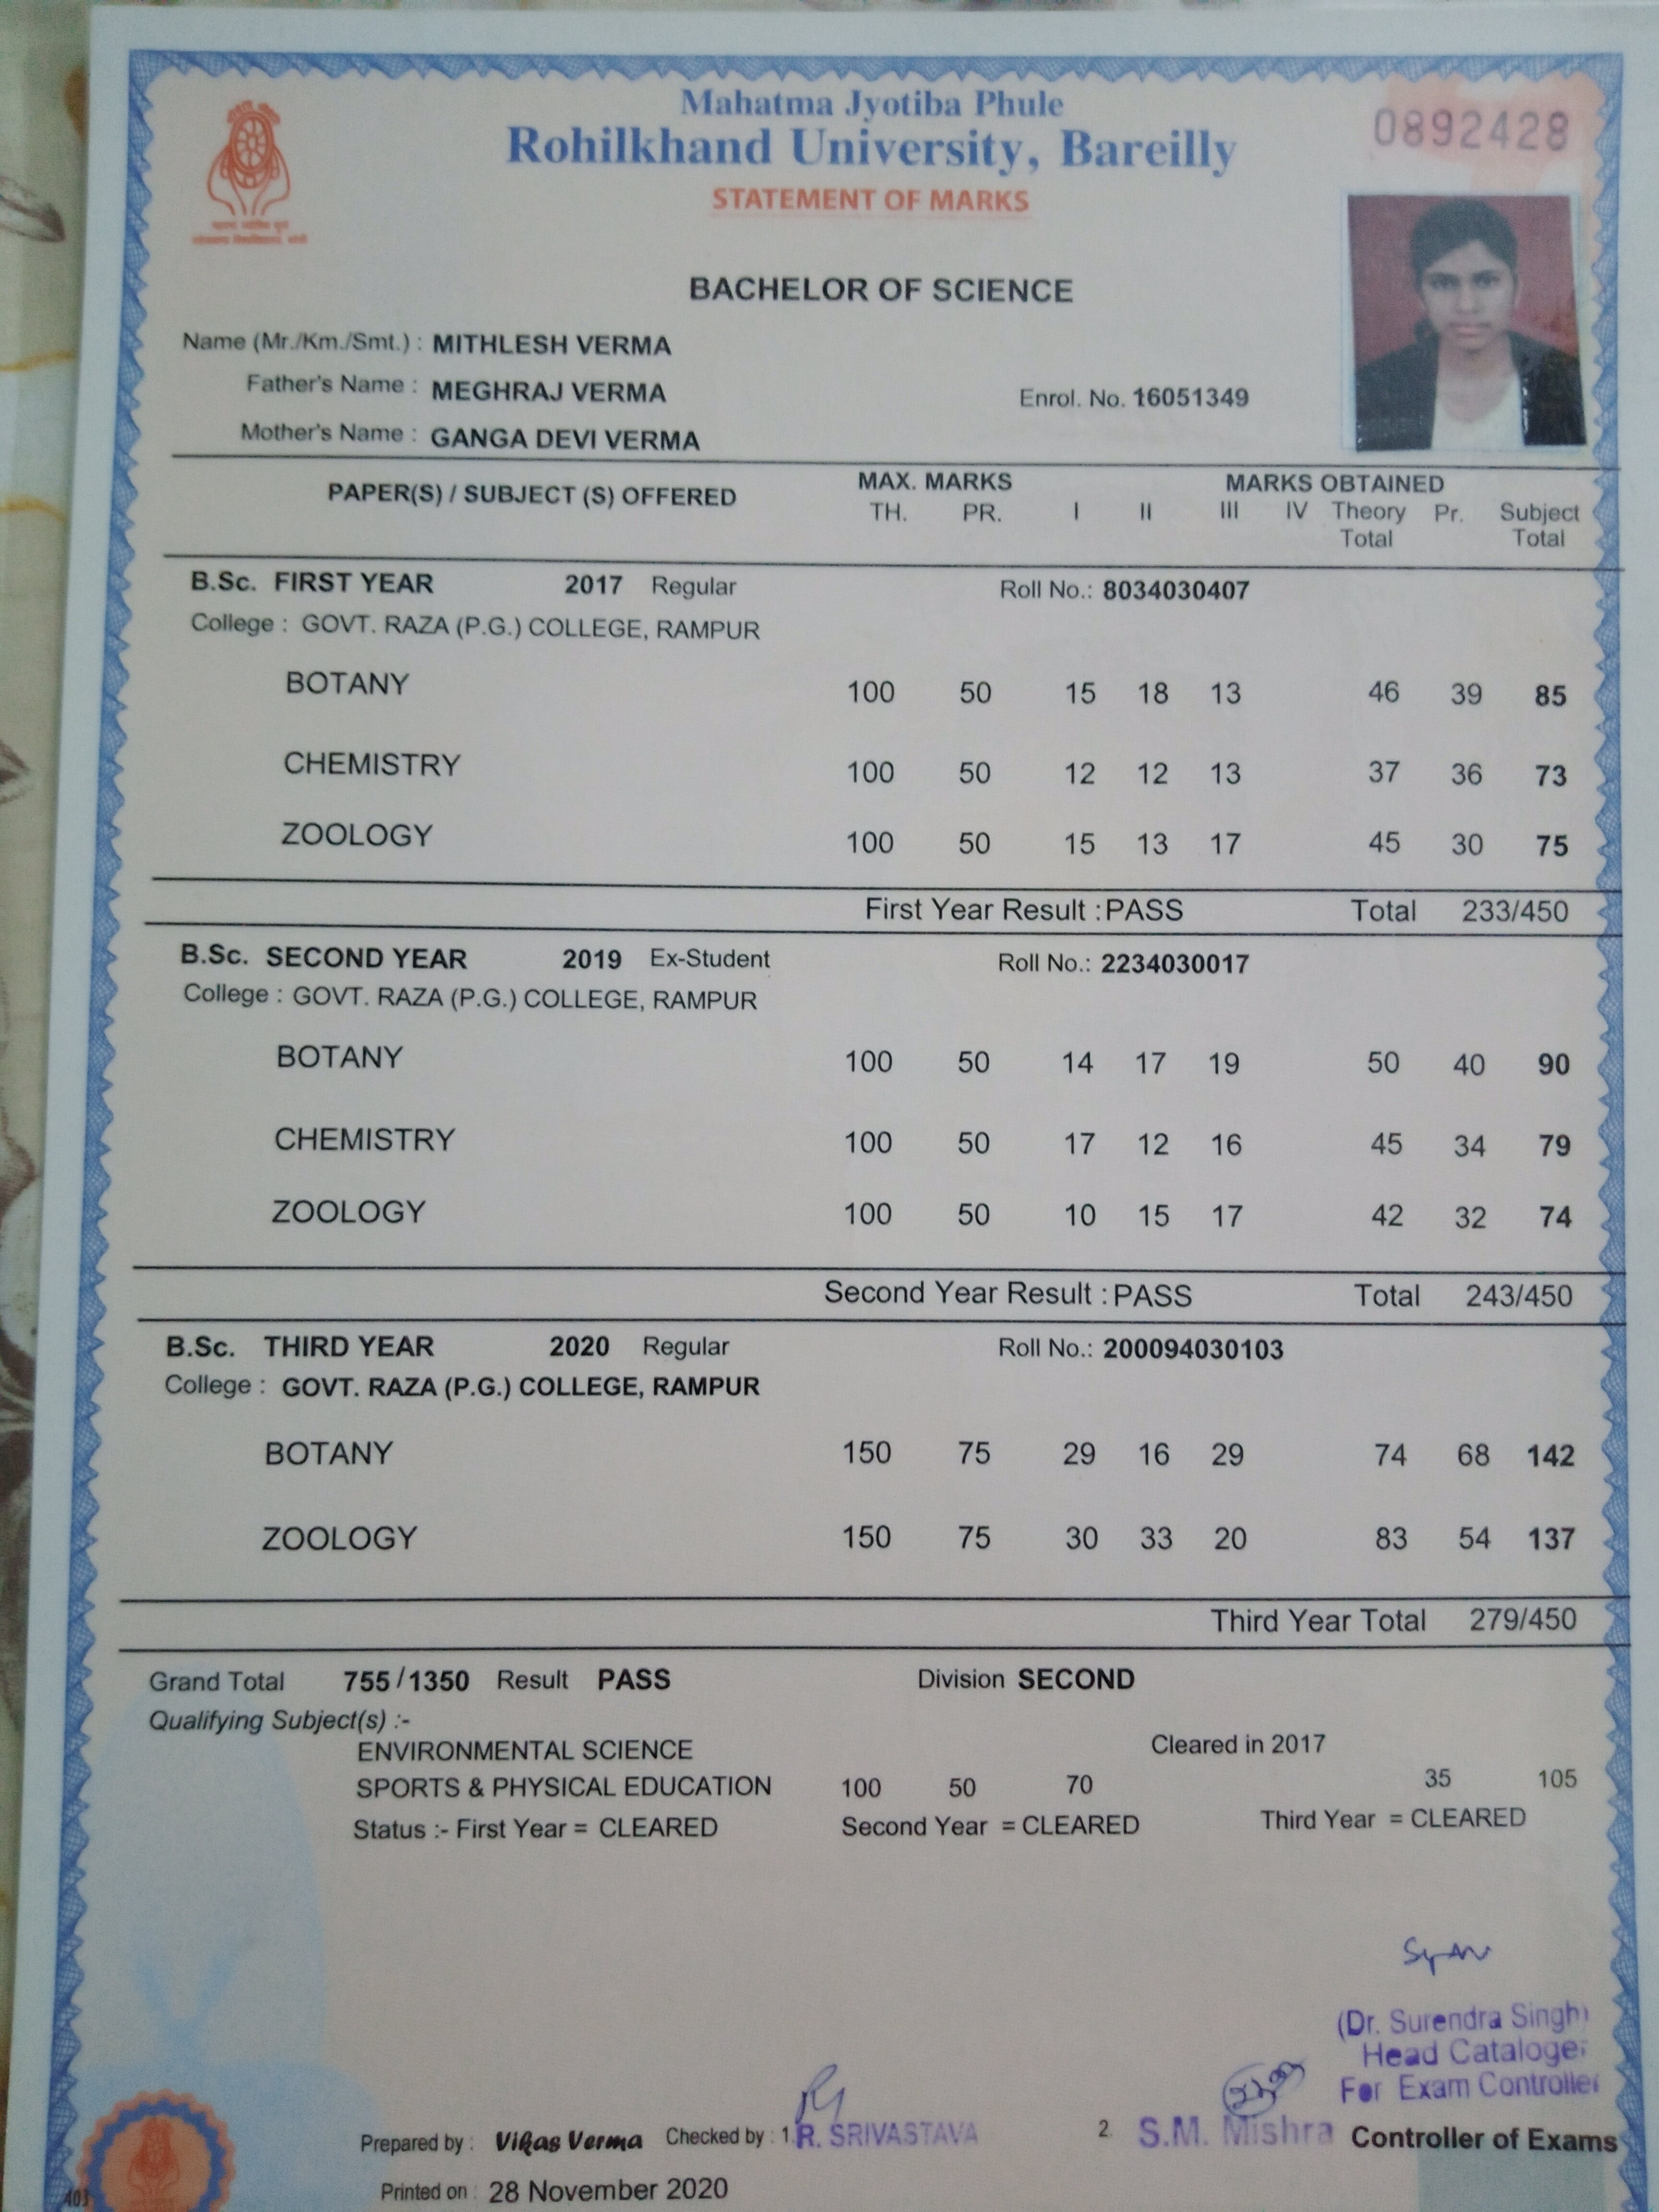 Mahatma Jyotiba Phule
0892428
Rohilkhand University, Bareilly
STATEMENT OF MARKS
BACHELOR OF SCIENCE
Name (Mr./Km./Smt.) : MITHLESH VERMA
Father's Name : MEGHRAJ VERMA
Enrol. No. 16051349
Mother's Name : GANGA DEVI VERMA
PAPER(S) / SUBJECT (S) OFFERED MAX. MARKS MARKS OBTAINED
TH. PR. I II III IV Theory Total Pr. Subject Total
B.Sc. FIRST YEAR 2017 Regular Roll No.: 8034030407
College : GOVT. RAZA (P.G.) COLLEGE, RAMPUR
BOTANY 100 50 15 18 13 46 39 85
CHEMISTRY 100 50 12 12 13 37 36 73
ZOOLOGY 100 50 15 13 17 45 30 75
First Year Result : PASS Total 233/450
B.Sc. SECOND YEAR 2019 Ex-Student Roll No.: 2234030017
College : GOVT. RAZA (P.G.) COLLEGE, RAMPUR
BOTANY 100 50 14 17 19 50 40 90
CHEMISTRY 100 50 17 12 16 45 34 79
ZOOLOGY 100 50 10 15 17 42 32 74
Second Year Result : PASS Total 243/450
B.Sc. THIRD YEAR 2020 Regular Roll No.: 200094030103
College : GOVT. RAZA (P.G.) COLLEGE, RAMPUR
BOTANY 150 75 29 16 29 74 68 142
ZOOLOGY 150 75 30 33 20 83 54 137
Third Year Total 279/450
Grand Total 755/1350 Result PASS Division SECOND
Qualifying Subject(s) :-
ENVIRONMENTAL SCIENCE Cleared in 2017
SPORTS & PHYSICAL EDUCATION 100 50 70 35 105
Status :- First Year = CLEARED Second Year = CLEARED Third Year = CLEARED
(Dr. Surendra Singh)
Head Cataloger
For Exam Controller
Prepared by : Vikas Verma Checked by : 1. R. SRIVASTAVA 2. S.M. Mishra Controller of Exams
Printed on : 28 November 2020
403